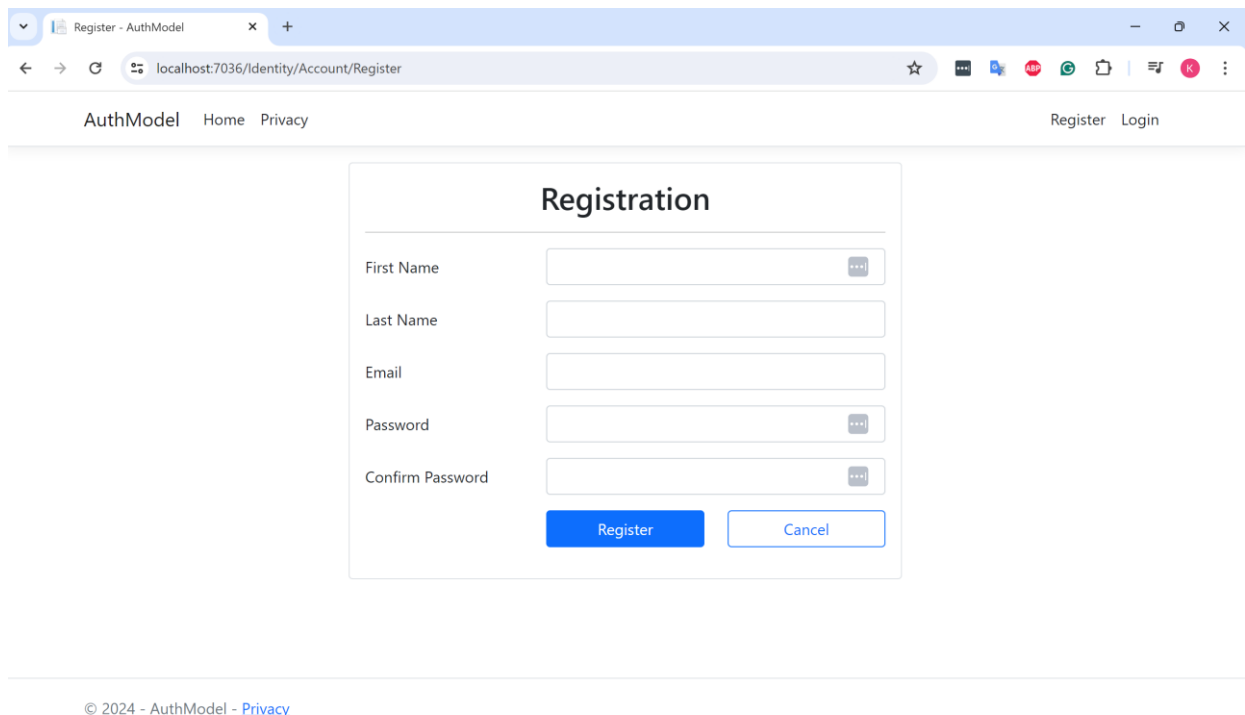 Register - AuthModel
localhost:7036/Identity/Account/Register
ABP
G
K
AuthModel Home Privacy Register Login
Registration
First Name
Last Name
Email
Password
Confirm Password
Register Cancel
© 2024 - AuthModel - Privacy